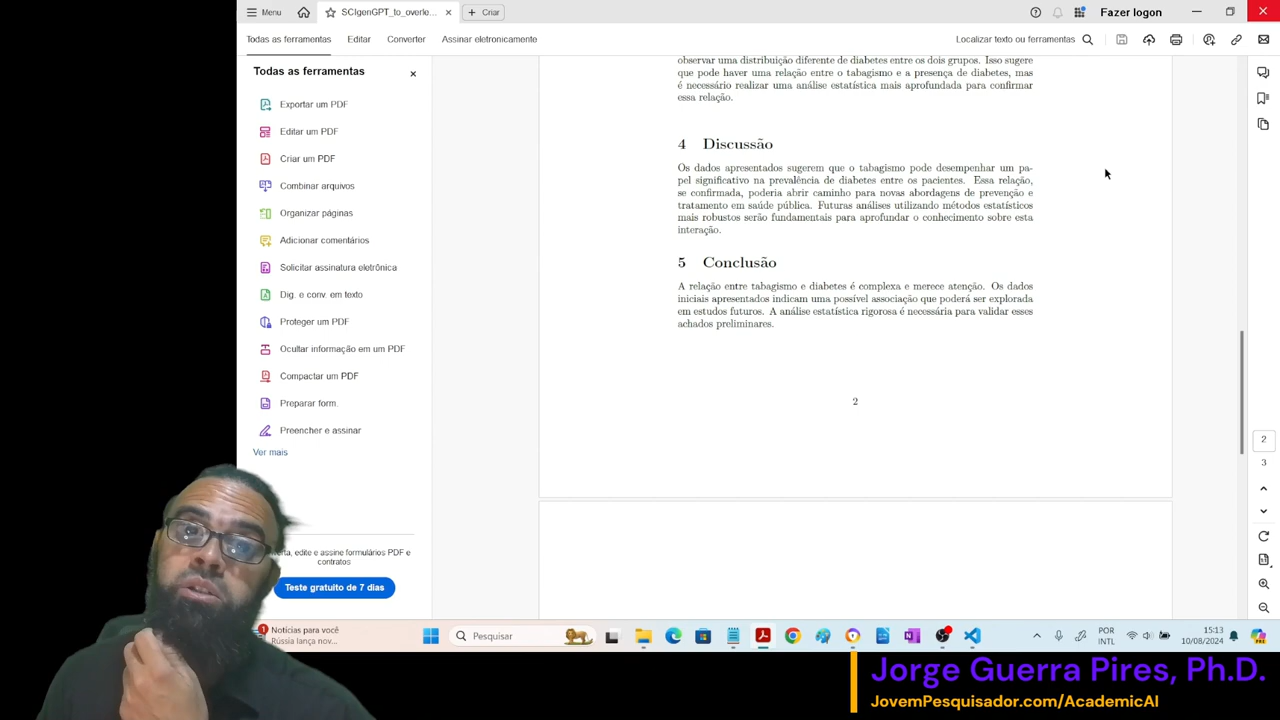 Menu
SCIgenGPT_to_overle...
Criar
Fazer logon
Todas as ferramentas
Editar
Converter
Assinar eletronicamente
Localizar texto ou ferramentas
Todas as ferramentas
Exportar um PDF
Editar um PDF
Criar um PDF
Combinar arquivos
Organizar páginas
Adicionar comentários
Solicitar assinatura eletrônica
Dig. e conv. em texto
Proteger um PDF
Ocultar informação em um PDF
Compactar um PDF
Preparar form.
Preencher e assinar
Ver mais
edite e assine formulários PDF e
contratos
Teste gratuito de 7 dias
observar uma distribuição diferente de diabetes entre os dois grupos. Isso sugere
que pode haver uma relação entre o tabagismo e a presença de diabetes, mas
é necessário realizar uma análise estatística mais aprofundada para confirmar
essa relação.
4 Discussão
Os dados apresentados sugerem que o tabagismo pode desempenhar um pa-
pel significativo na prevalência de diabetes entre os pacientes. Essa relação,
se confirmada, poderia abrir caminho para novas abordagens de prevenção e
tratamento em saúde pública. Futuras análises utilizando métodos estatísticos
mais robustos serão fundamentais para aprofundar o conhecimento sobre esta
interação.
5 Conclusão
A relação entre tabagismo e diabetes é complexa e merece atenção. Os dados
iniciais apresentados indicam uma possível associação que poderá ser explorada
em estudos futuros. A análise estatística rigorosa é necessária para validar esses
achados preliminares.
2
2
3
1
Notícias para você
Rússia lança nov...
Pesquisar
POR
INTL
15:13
10/08/2024
Jorge Guerra Pires, Ph.D.
JovemPesquisador.com/AcademicAI